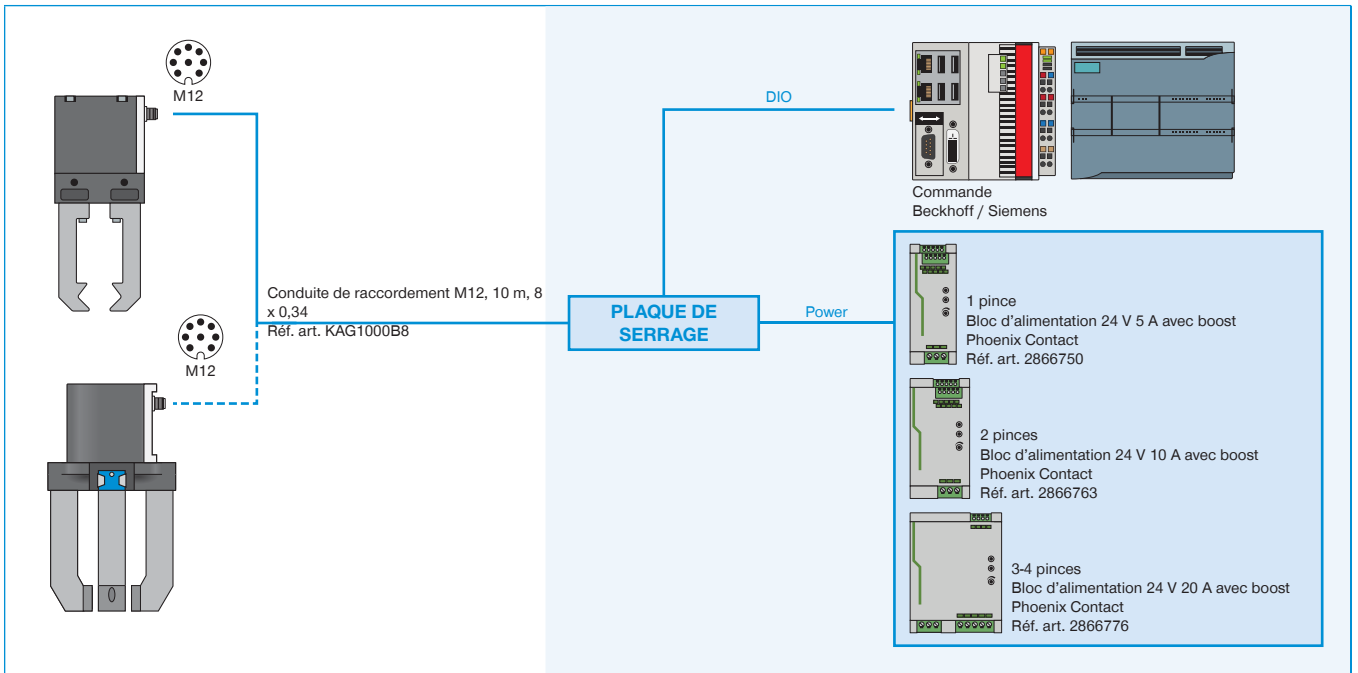 M12
DIO
Commande
Beckhoff / Siemens
Conduite de raccordement M12, 10 m, 8
x 0,34
Réf. art. KAG1000B8
M12
PLAQUE DE
SERRAGE
Power
1 pince
Bloc d'alimentation 24 V 5 A avec boost
Phoenix Contact
Réf. art. 2866750
2 pinces
Bloc d'alimentation 24 V 10 A avec boost
Phoenix Contact
Réf. art. 2866763
3-4 pinces
Bloc d'alimentation 24 V 20 A avec boost
Phoenix Contact
Réf. art. 2866776